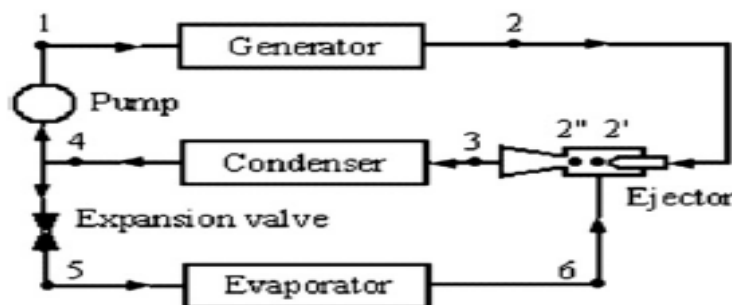 1
2
Generator
Pump
4
3
2" 2'
Condenser
Ejector
Expansion valve
5
6
Evaporator